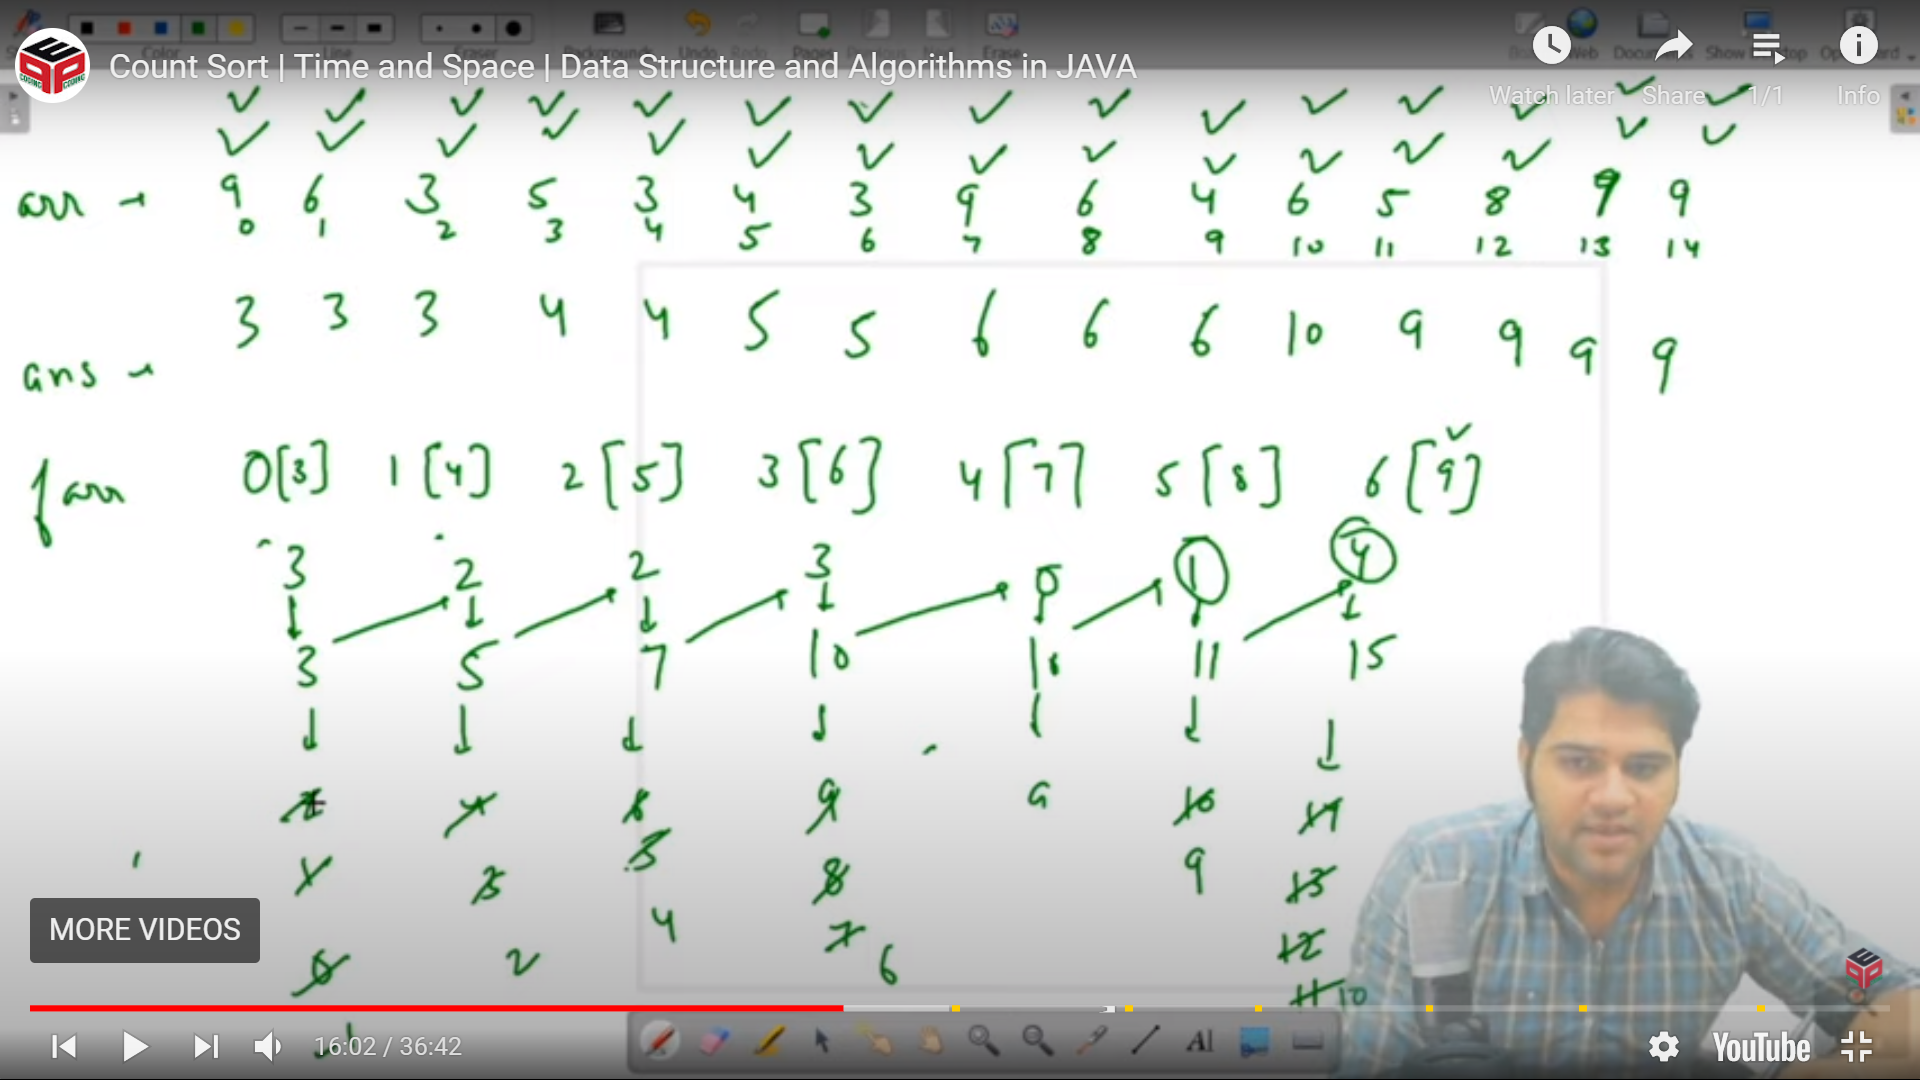 Count Sort | Time and Space | Data Structure and Algorithms in JAVA
Watch later Share 1/1 Info
arr → 9 6 3 5 3 4 3 9 6 4 6 5 8 9 9
0 1 2 3 4 5 6 7 8 9 10 11 12 13 14
3 3 3 4 4 5 5 6 6 6 10 9 9 9 9
ans →
farr 0[3] 1[4] 2[5] 3[6] 4[7] 5[8] 6[9]
3 2 2 3 0 1 4
3 5 7 10 10 11 15
2 4 6 9 9 10 14
1 3 5 8 9 13
MORE VIDEOS
4 7 12
0 2 6 11 10
16:02 / 36:42
YouTube